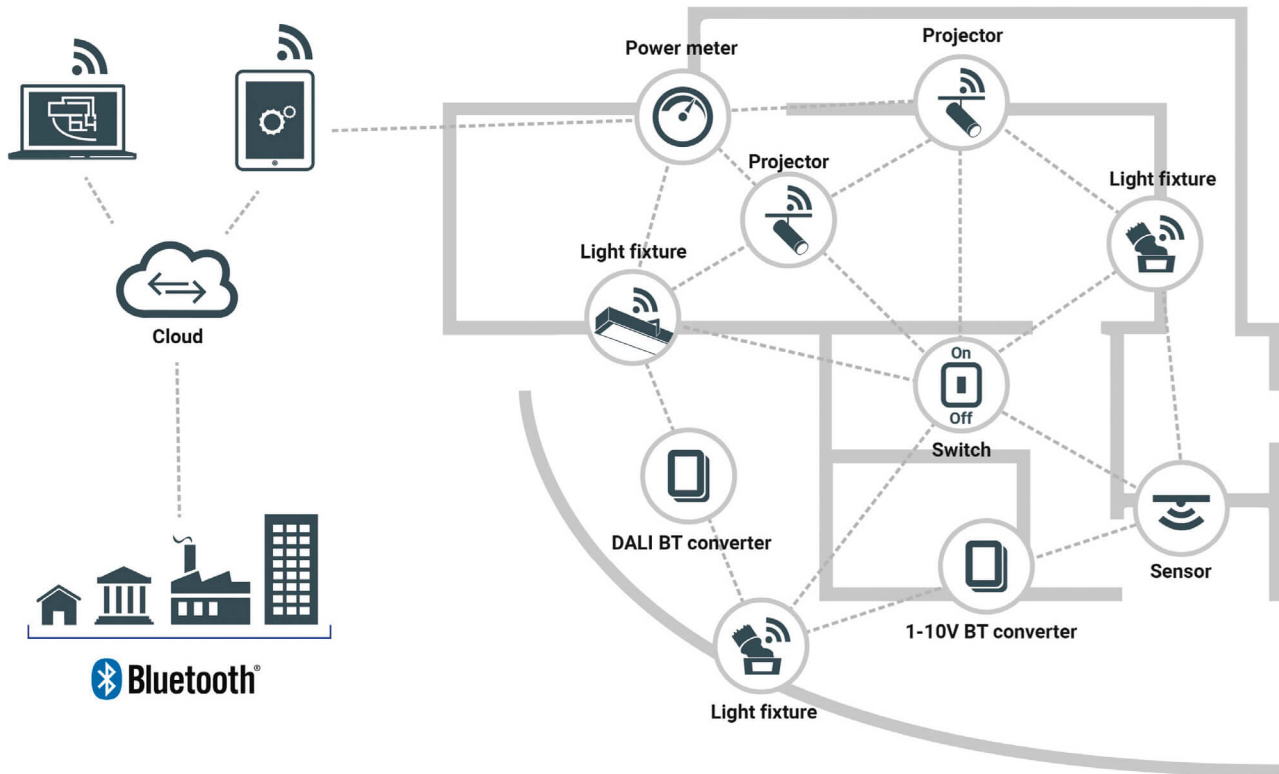 Power meter
Projector
Projector
Light fixture
Light fixture
Cloud
On
Off
Switch
DALI BT converter
Sensor
1-10V BT converter
Bluetooth®
Light fixture